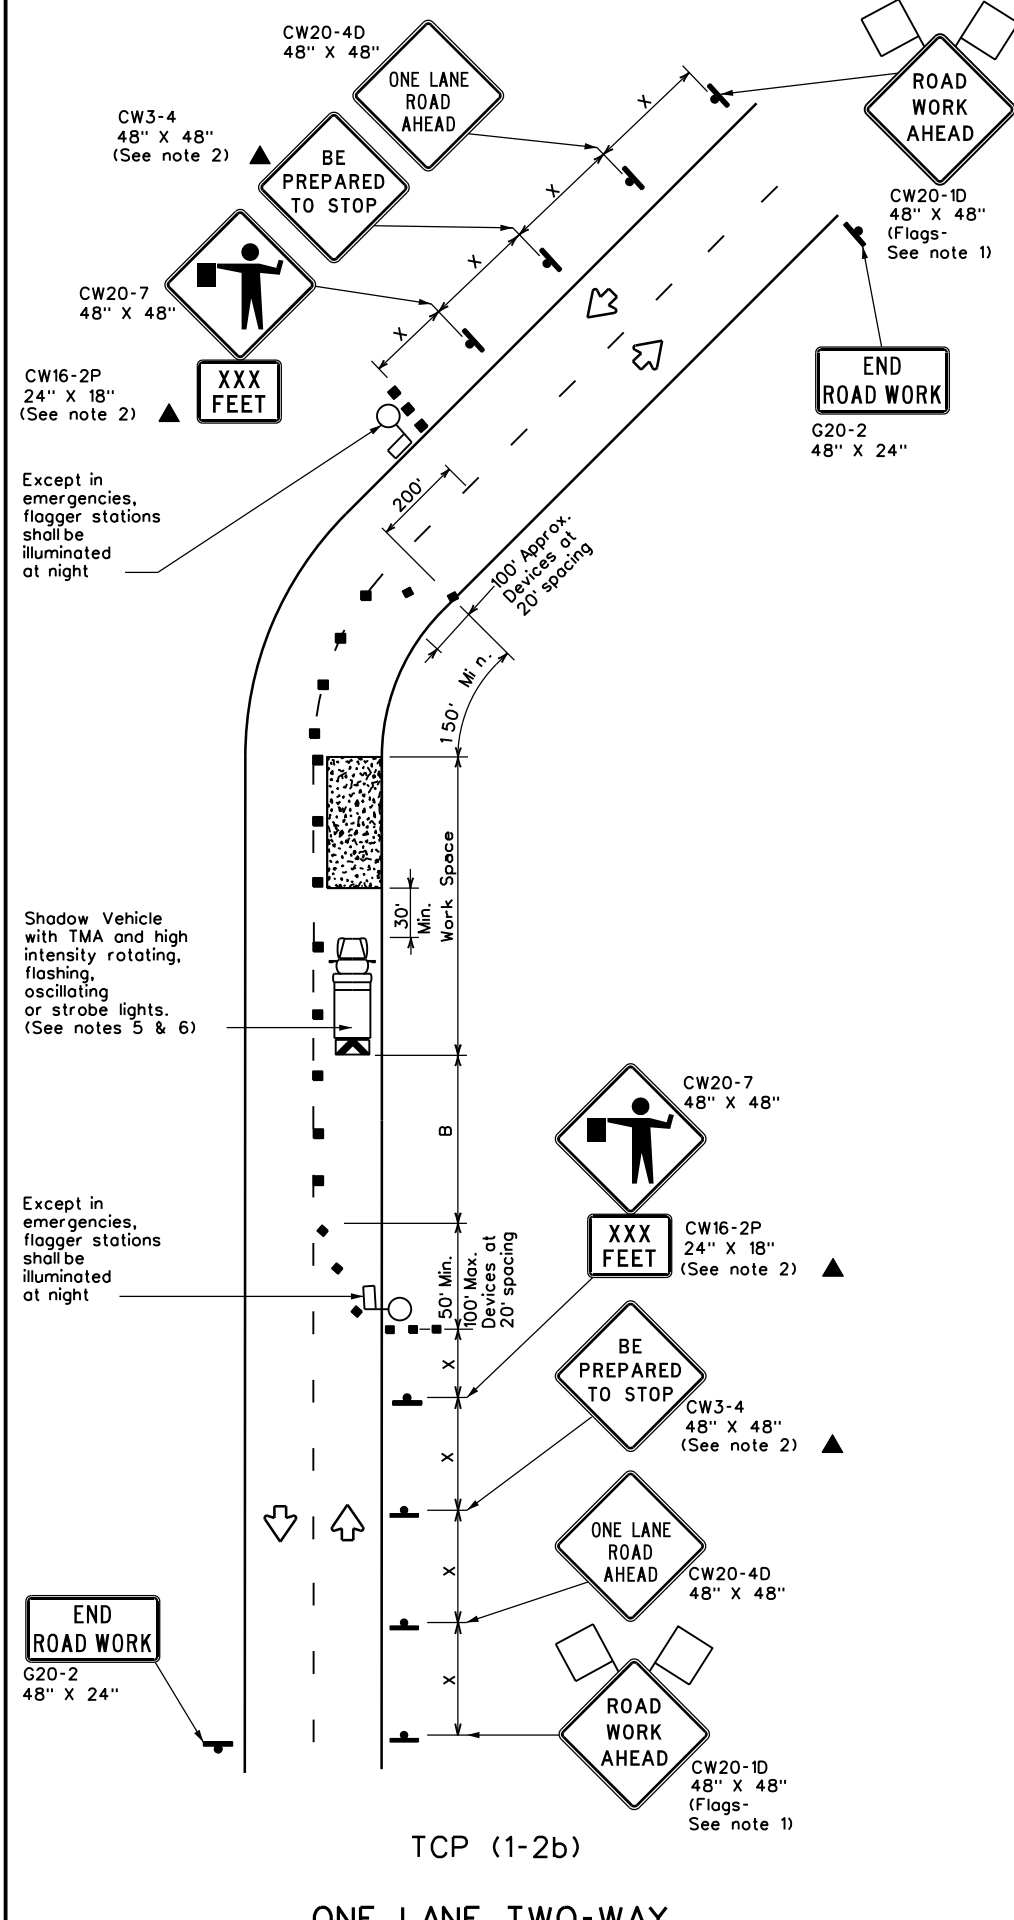 CW20-4D
48" X 48"
ONE LANE
ROAD
AHEAD
ROAD
WORK
AHEAD
CW20-1D
48" X 48"
(Flags-
See note 1)
CW3-4
48" X 48"
(See note 2)
BE
PREPARED
TO STOP
X
X
X
X
CW20-7
48" X 48"
CW16-2P
24" X 18"
(See note 2)
XXX
FEET
END
ROAD WORK
G20-2
48" X 24"
Except in
emergencies,
flagger stations
shall be
illuminated
at night
200'
100' Approx.
Devices at
20' spacing
150' Min.
Work Space
30'
Min.
Shadow Vehicle
with TMA and high
intensity rotating,
flashing,
oscillating
or strobe lights.
(See notes 5 & 6)
B
CW20-7
48" X 48"
XXX
FEET
CW16-2P
24" X 18"
(See note 2)
Except in
emergencies,
flagger stations
shall be
illuminated
at night
50' Min.
100' Max.
Devices at
20' spacing
X
BE
PREPARED
TO STOP
CW3-4
48" X 48"
(See note 2)
X
ONE LANE
ROAD
AHEAD
CW20-4D
48" X 48"
X
END
ROAD WORK
G20-2
48" X 24"
X
ROAD
WORK
AHEAD
CW20-1D
48" X 48"
(Flags-
See note 1)
TCP (1-2b)
ONE LANE TWO-WAY